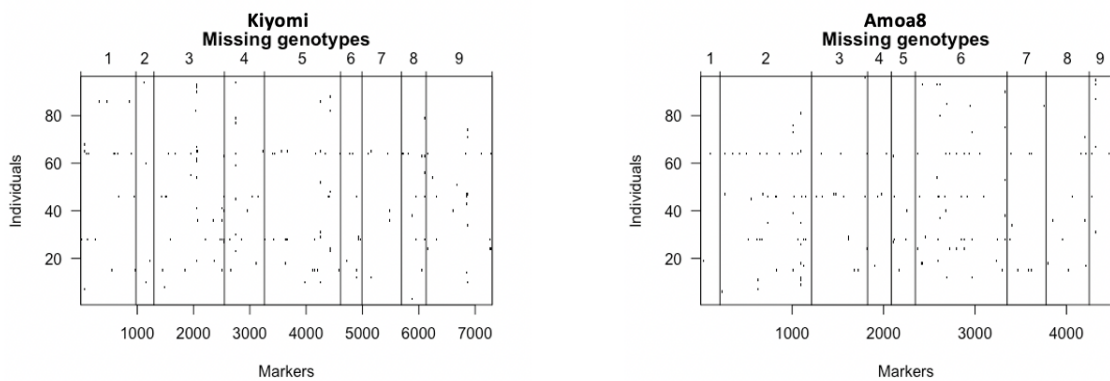 Kiyomi
Missing genotypes
1 2 3 4 5 6 7 8 9
80
60
40
20
Individuals
1000 2000 3000 4000 5000 6000 7000
Markers
Amoa8
Missing genotypes
1 2 3 4 5 6 7 8 9
80
60
40
20
Individuals
1000 2000 3000 4000
Markers